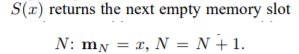 S(x) returns the next empty memory slot
N: m_N = x, N = N + 1.